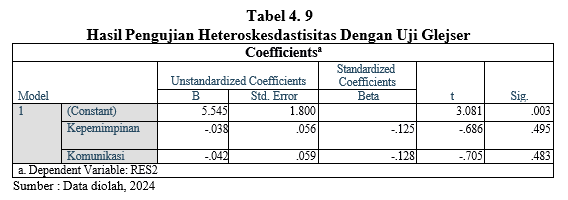 Tabel 4. 9
Hasil Pengujian Heteroskesdastisitas Dengan Uji Glejser
Coefficientsa
Model Unstandardized Coefficients Standardized Coefficients t Sig.
B Std. Error Beta
1 (Constant) 5.545 1.800 3.081 .003
Kepemimpinan -.038 .056 -.125 -.686 .495
Komunikasi -.042 .059 -.128 -.705 .483
a. Dependent Variable: RES2
Sumber : Data diolah, 2024